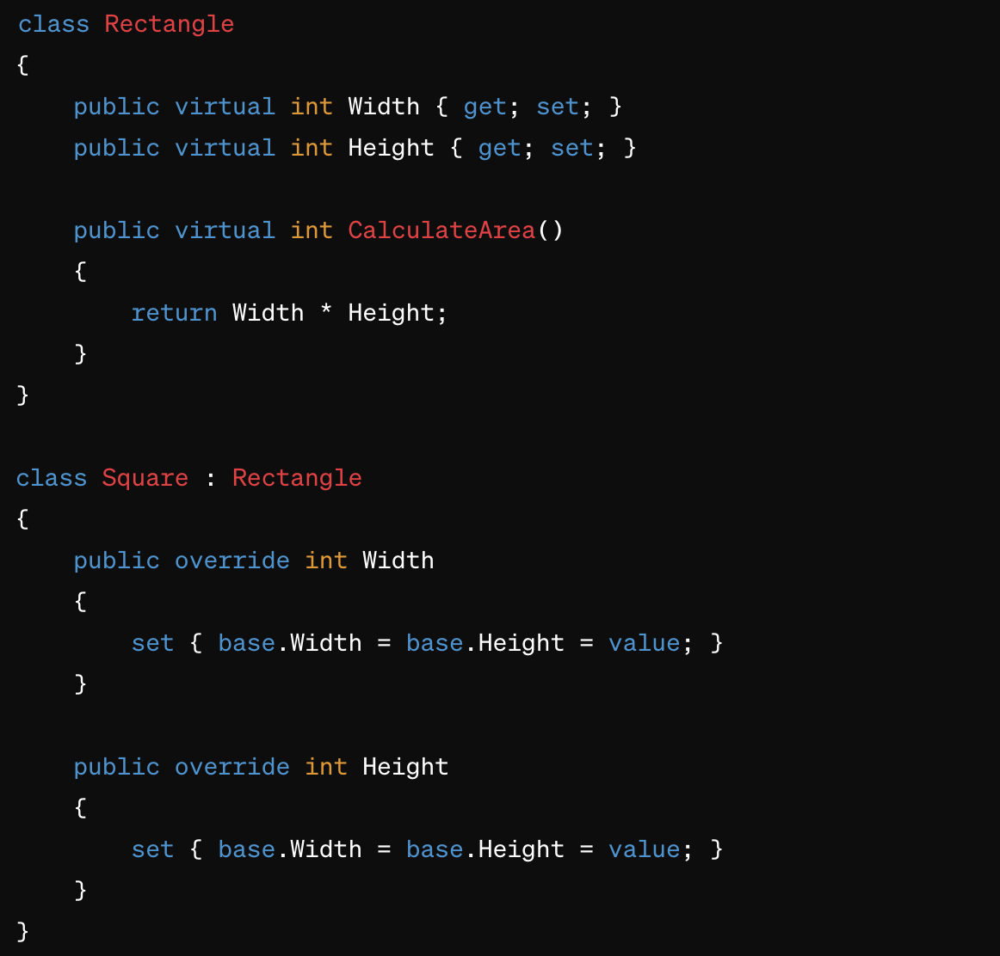 class Rectangle
{
    public virtual int Width { get; set; }
    public virtual int Height { get; set; }

    public virtual int CalculateArea()
    {
        return Width * Height;
    }
}

class Square : Rectangle
{
    public override int Width
    {
        set { base.Width = base.Height = value; }
    }

    public override int Height
    {
        set { base.Width = base.Height = value; }
    }
}